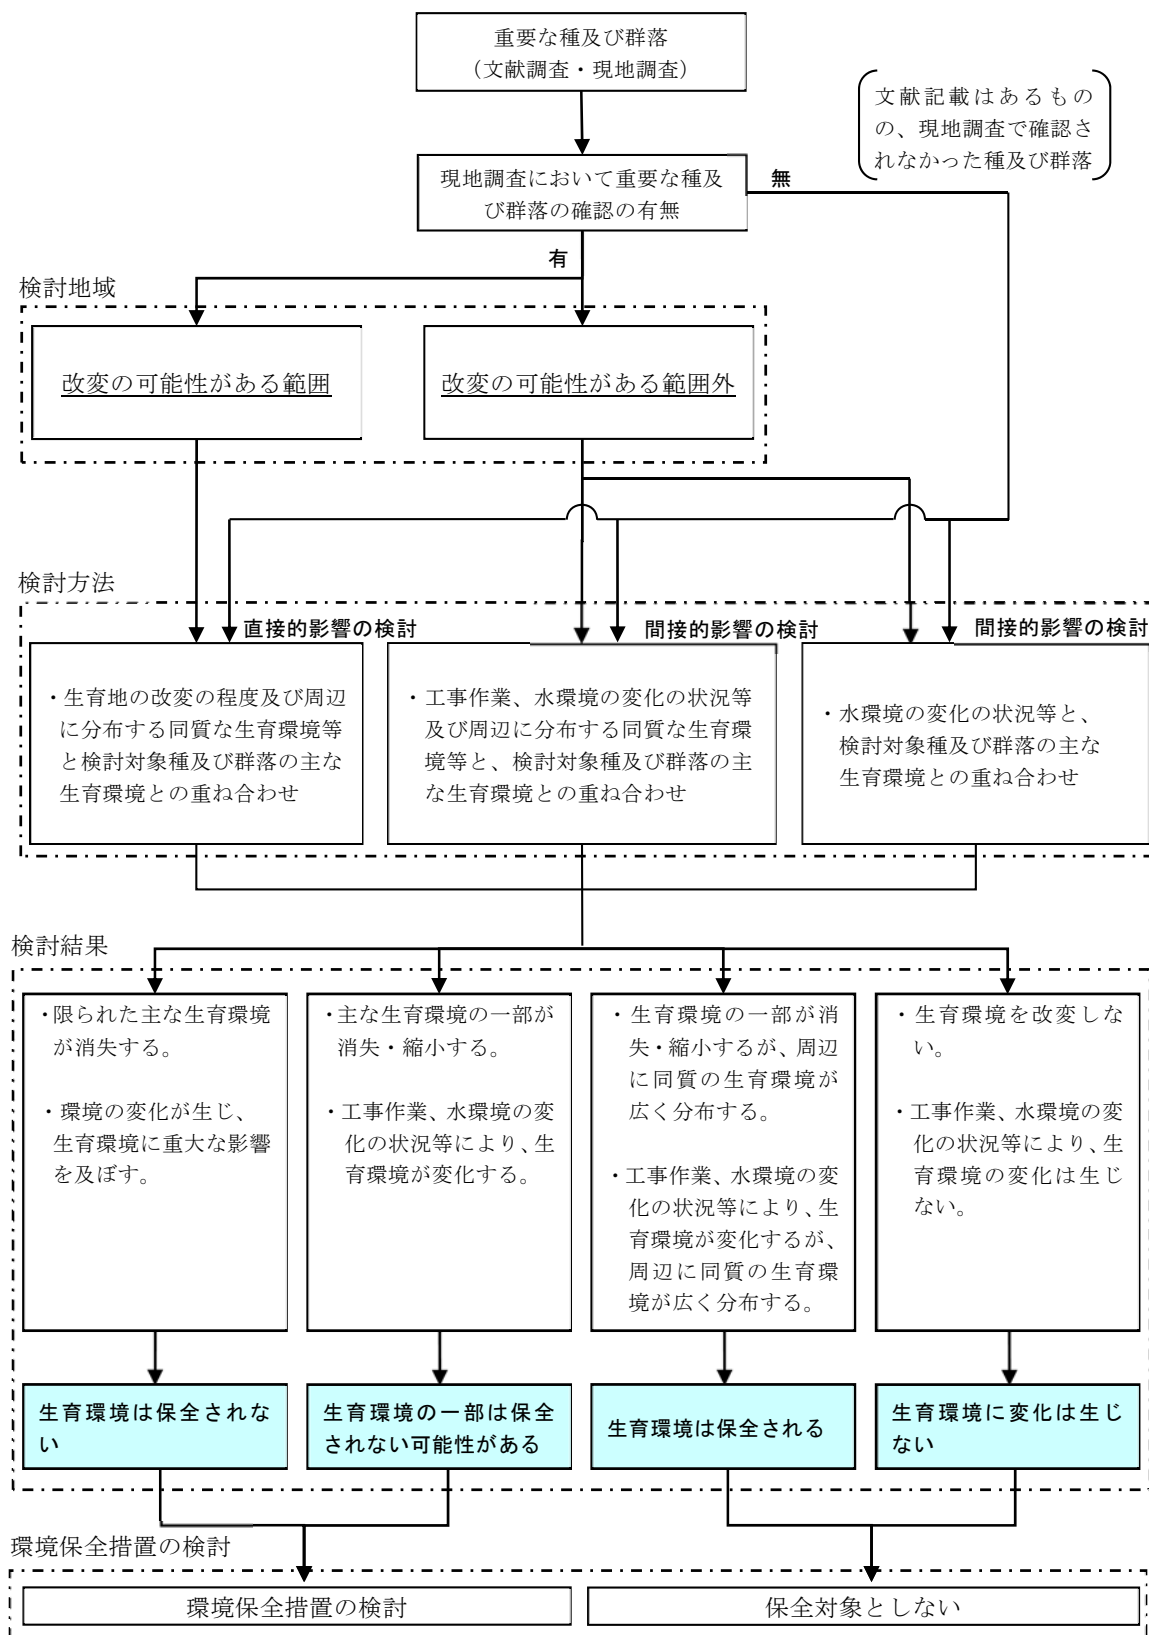 重要な種及び群落
（文献調査・現地調査）
文献記載はあるもの
の、現地調査で確認さ
れなかった種及び群落
現地調査において重要な種及
び群落の確認の有無
無
有
検討地域
改変の可能性がある範囲
改変の可能性がある範囲外
検討方法
直接的影響の検討
間接的影響の検討
間接的影響の検討
・生育地の改変の程度及び周辺
に分布する同質な生育環境等
と検討対象種及び群落の主な
生育環境との重ね合わせ
・工事作業、水環境の変化の状況等
及び周辺に分布する同質な生育環
境等と、検討対象種及び群落の主
な生育環境との重ね合わせ
・水環境の変化の状況等と、
検討対象種及び群落の主な
生育環境との重ね合わせ
検討結果
・限られた主な生育環境
が消失する。
・環境の変化が生じ、
生育環境に重大な影響
を及ぼす。
・主な生育環境の一部が
消失・縮小する。
・工事作業、水環境の変
化の状況等により、生
育環境が変化する。
・生育環境の一部が消
失・縮小するが、周辺
に同質の生育環境が
広く分布する。
・工事作業、水環境の変
化の状況等により、生
育環境が変化するが、
周辺に同質の生育環
境が広く分布する。
・生育環境を改変しな
い。
・工事作業、水環境の変
化の状況等により、生
育環境の変化は生じ
ない。
生育環境は保全されな
い
生育環境の一部は保全
されない可能性がある
生育環境は保全される
生育環境に変化は生じ
ない
環境保全措置の検討
環境保全措置の検討
保全対象としない